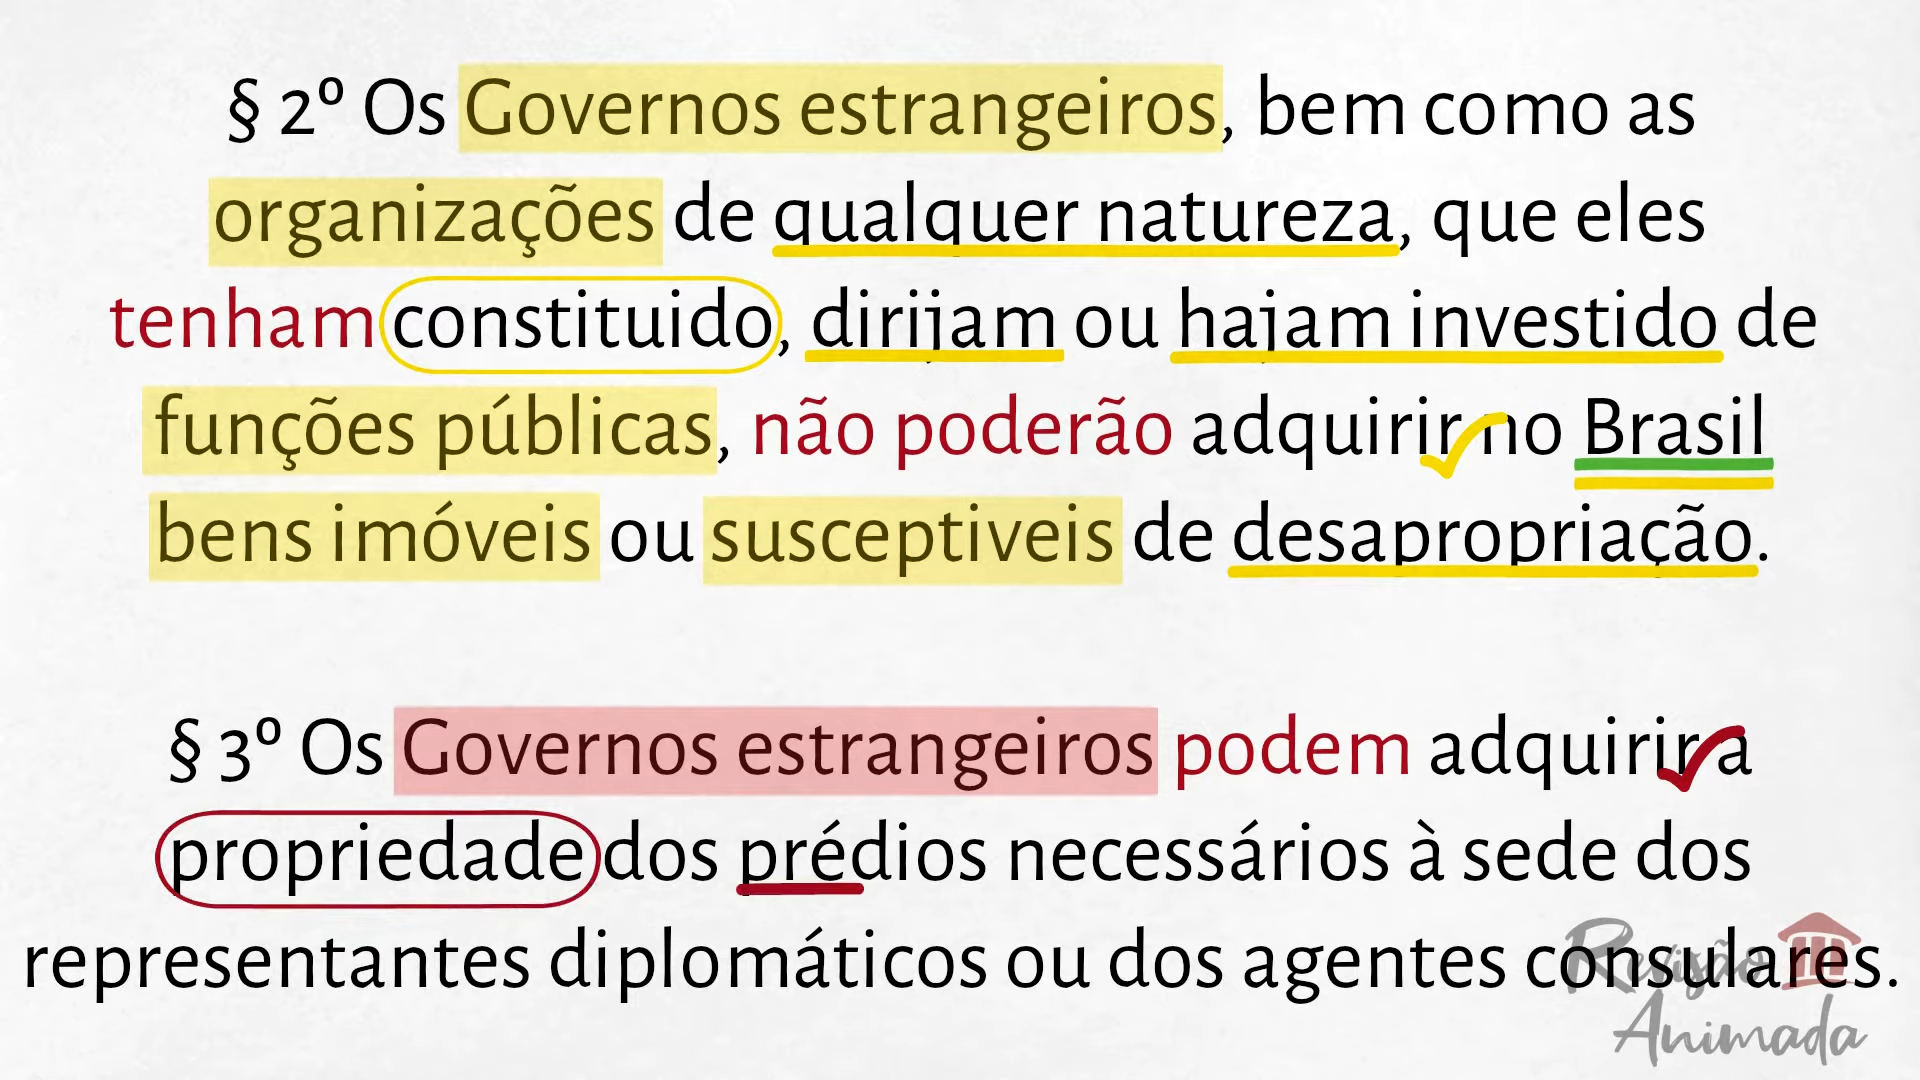 § 2º Os Governos estrangeiros, bem como as
organizações de qualquer natureza, que eles
tenham constituido, dirijam ou hajam investido de
funções públicas, não poderão adquirir no Brasil
bens imóveis ou susceptiveis de desapropriação.
§ 3º Os Governos estrangeiros podem adquirir a
propriedade dos prédios necessários à sede dos
representantes diplomáticos ou dos agentes consulares.
Revisão
Animada